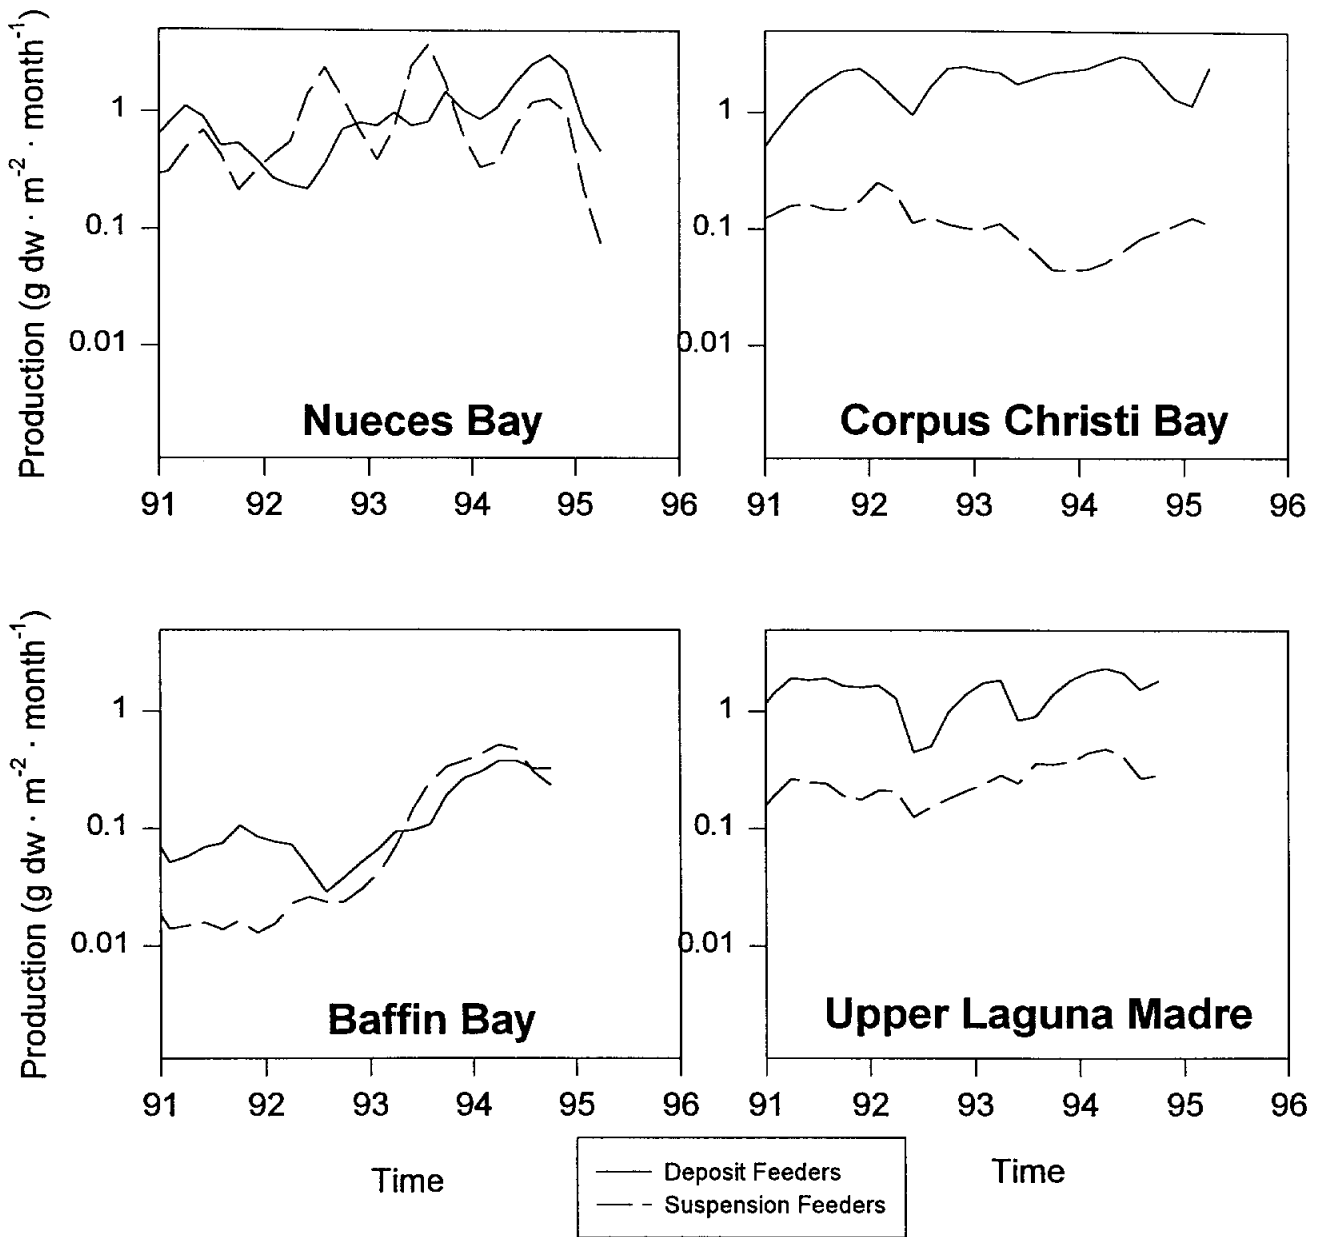 Production (g dw · m-2 · month-1)
1
0.1
0.01
Nueces Bay
91 92 93 94 95 96
1
0.1
0.01
Corpus Christi Bay
91 92 93 94 95 96
Production (g dw · m-2 · month-1)
1
0.1
0.01
Baffin Bay
91 92 93 94 95 96
Time
1
0.1
0.01
Upper Laguna Madre
91 92 93 94 95 96
Time
Deposit Feeders
Suspension Feeders